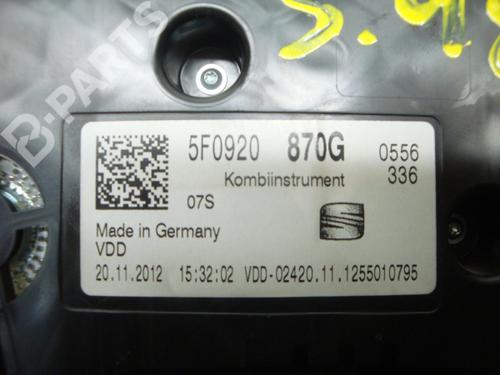 B-PARTS
5F0920 870G 0556
Kombiinstrument 336
07S
Made in Germany
VDD
20.11.2012 15:32:02 VDD-02420.11.1255010795